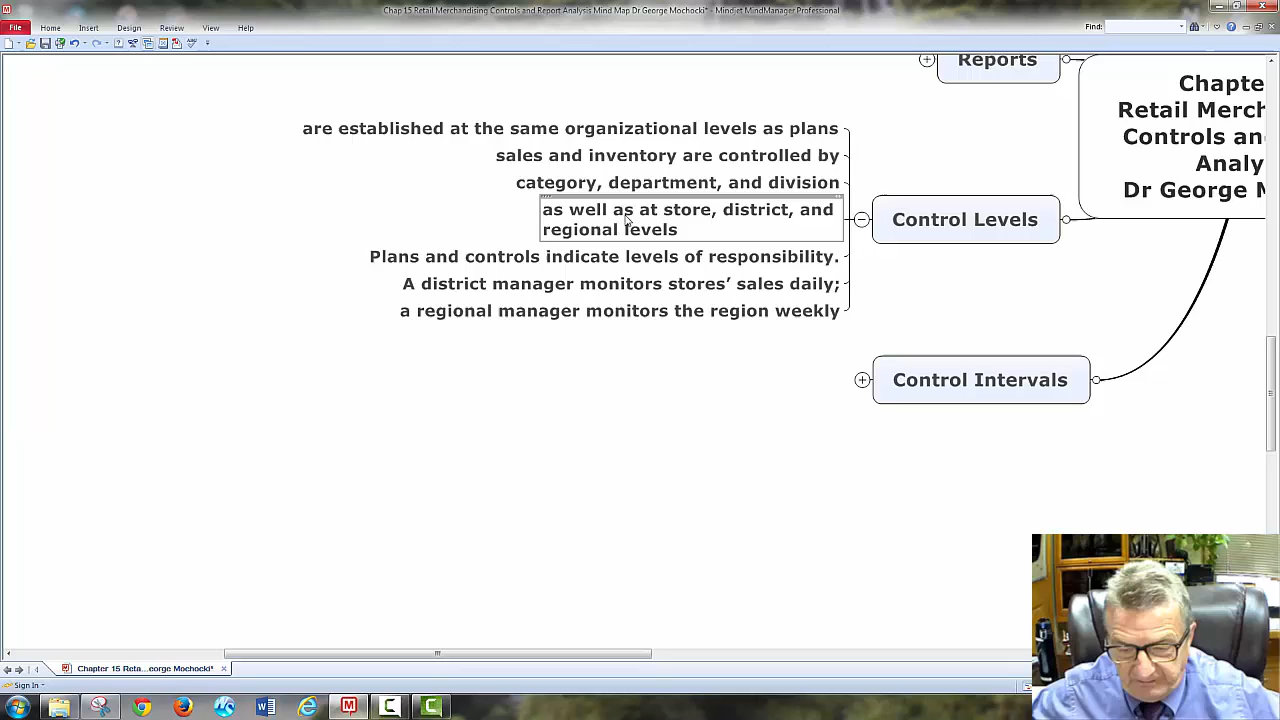 Chap 15 Retail Merchandising Controls and Report Analysis Mind Map Dr George Mochocki* - Mindjet MindManager Professional
File Home Insert Design Review View Help
Find:
Reports
Chapte
Retail Merch
Controls an
Analy
Dr George M
are established at the same organizational levels as plans
sales and inventory are controlled by
category, department, and division
as well as at store, district, and
regional levels
Plans and controls indicate levels of responsibility.
A district manager monitors stores’ sales daily;
a regional manager monitors the region weekly
Control Levels
Control Intervals
Chapter 15 Reta...eorge Mochocki*
Sign In